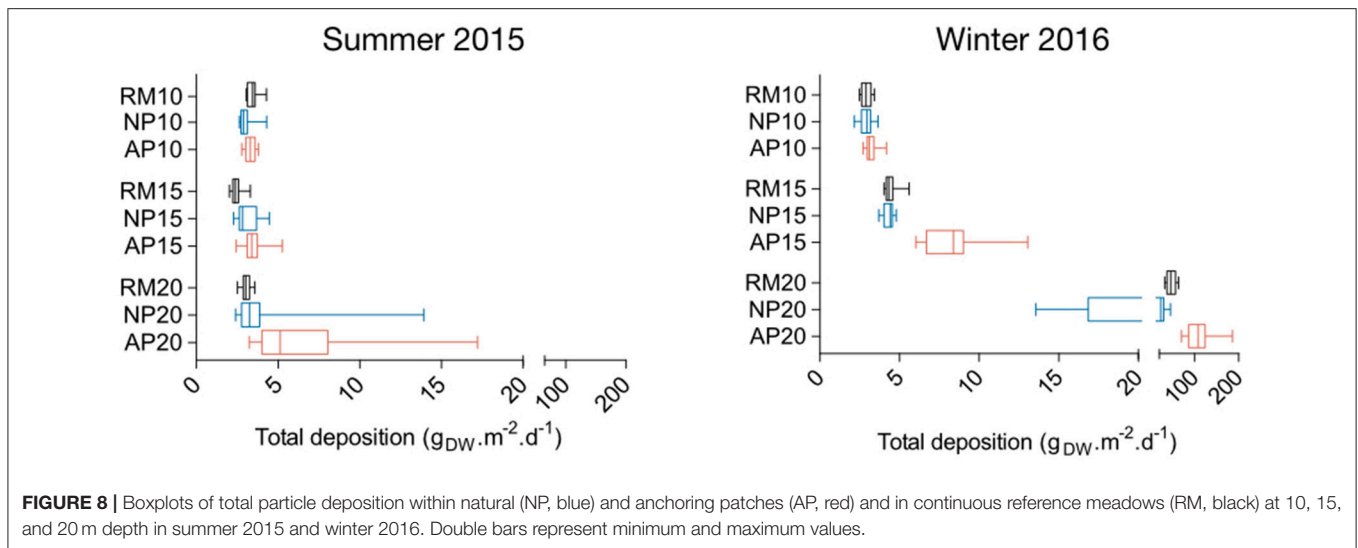 Summer 2015
RM10
NP10
AP10
RM15
NP15
AP15
RM20
NP20
AP20
0 5 10 15 20 100 200
Total deposition (gDW.m-2.d-1)
Winter 2016
RM10
NP10
AP10
RM15
NP15
AP15
RM20
NP20
AP20
0 5 10 15 20 100 200
Total deposition (gDW.m-2.d-1)
FIGURE 8 | Boxplots of total particle deposition within natural (NP, blue) and anchoring patches (AP, red) and in continuous reference meadows (RM, black) at 10, 15,
and 20 m depth in summer 2015 and winter 2016. Double bars represent minimum and maximum values.